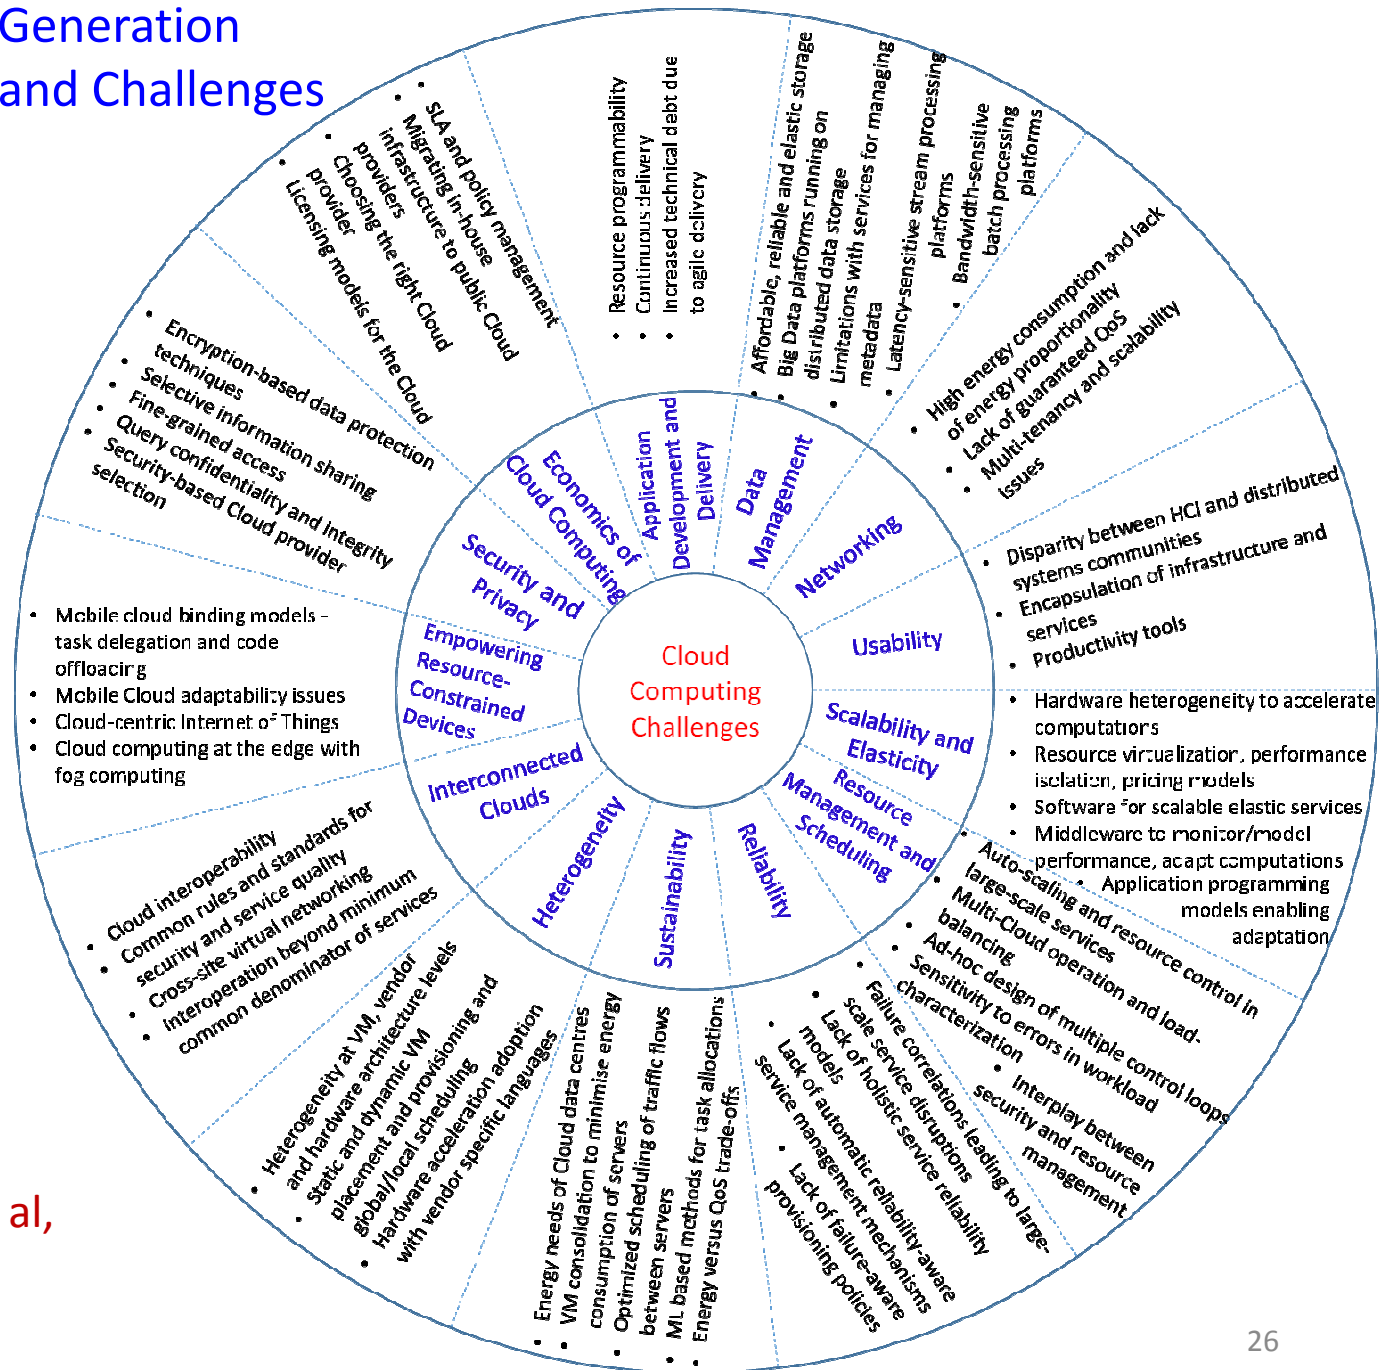 Generation
and Challenges
Cloud
Computing
Challenges
Application
Development and
Delivery
• Resource programmability
• Continuous delivery
• Increased technical debt due
to agile delivery
Data
Management
• Affordable, reliable and elastic storage
• Big Data platforms running on
distributed data storage
• Limitations with services for managing
metadata
• Latency-sensitive stream processing
platforms
• Bandwidth-sensitive
batch processing
platforms
Networking
• High energy consumption and lack
of energy proportionality
• Lack of guaranteed QoS
• Multi-tenancy and scalability
issues
Usability
• Disparity between HCI and distributed
systems communities
• Encapsulation of infrastructure and
services
• Productivity tools
Scalability and
Elasticity
• Hardware heterogeneity to accelerate
computations
• Resource virtualization, performance
isolation, pricing models
• Software for scalable elastic services
• Middleware to monitor/model
performance, adapt computations
• Application programming
models enabling
adaptation
Resource
Management and
Scheduling
• Auto-scaling and resource control in
large-scale services
• Multi-Cloud operation and load-
balancing
• Ad-hoc design of multiple control loops
• Sensitivity to errors in workload
characterization
• Interplay between
security and resource
management
Reliability
• Failure correlations leading to large-
scale service disruptions
• Lack of holistic service reliability
models
• Lack of automatic reliability-aware
service management mechanisms
• Lack of failure-aware
provisioning policies
Sustainability
• Energy needs of Cloud data centres
• VM consolidation to minimise energy
consumption of servers
• Optimized scheduling of traffic flows
between servers
• ML based methods for task allocations
• Energy versus QoS trade-offs
Heterogeneity
• Heterogeneity at VM, vendor
and hardware architecture levels
• Static and dynamic VM
placement and provisioning and
global/local scheduling
• Hardware acceleration adoption
with vendor specific languages
Interconnected
Clouds
• Cloud interoperability
• Common rules and standards for
security and service quality
• Cross-site virtual networking
• Interoperation beyond minimum
common denominator of services
Empowering
Resource-
Constrained
Devices
• Mobile cloud binding models –
task delegation and code
offloading
• Mobile Cloud adaptability issues
• Cloud-centric Internet of Things
• Cloud computing at the edge with
fog computing
Security and
Privacy
• Encryption-based data protection
techniques
• Selective information sharing
• Fine-grained access
• Query confidentiality and integrity
• Security-based Cloud provider
selection
Economics of
Cloud Computing
• SLA and policy management
• Migrating in-house
infrastructure to public Cloud
providers
• Choosing the right Cloud
provider
• Licensing models for the Cloud
al,
26